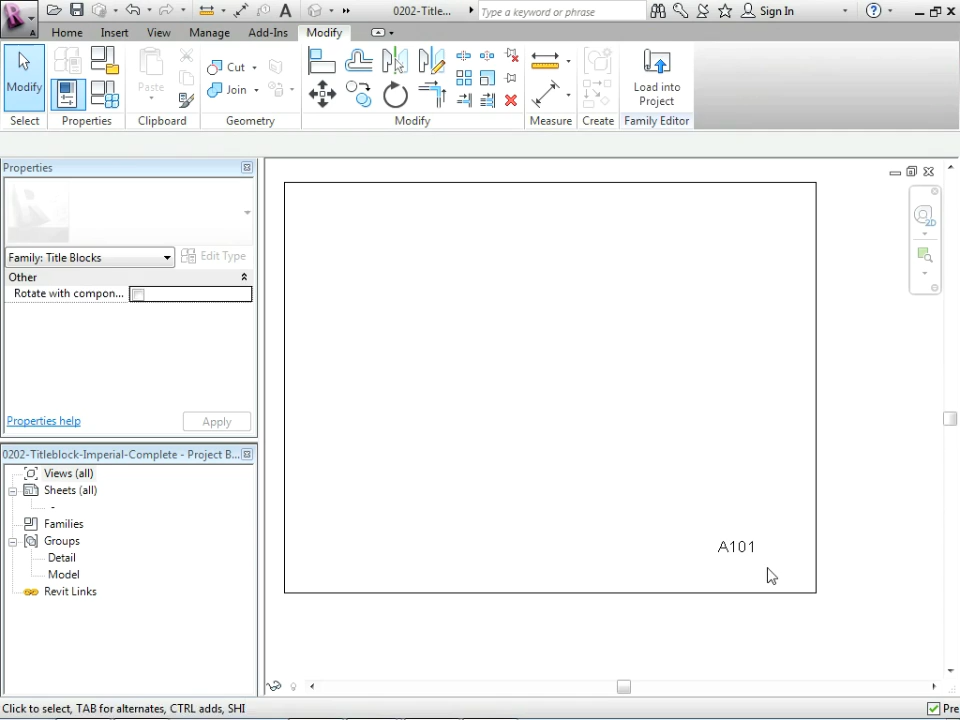 0202-Title...
Type a keyword or phrase
Sign In
Home
Insert
View
Manage
Add-Ins
Modify
Modify
Paste
Cut
Join
Load into
Project
Select
Properties
Clipboard
Geometry
Modify
Measure
Create
Family Editor
Properties
Family: Title Blocks
Edit Type
Other
Rotate with compon...
Properties help
Apply
0202-Titleblock-Imperial-Complete - Project B...
Views (all)
Sheets (all)
-
Families
Groups
Detail
Model
Revit Links
A101
2D
Click to select, TAB for alternates, CTRL adds, SHI
Pre